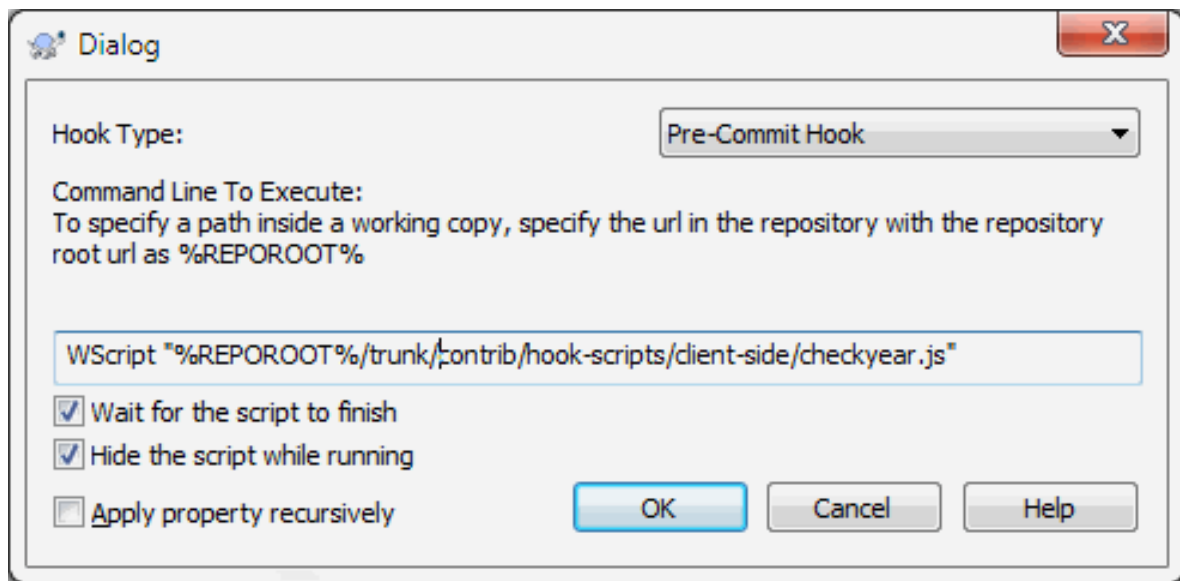 Dialog
Hook Type:
Pre-Commit Hook
Command Line To Execute:
To specify a path inside a working copy, specify the url in the repository with the repository
root url as %REPOROOT%
WScript "%REPOROOT%/trunk/contrib/hook-scripts/client-side/checkyear.js"
Wait for the script to finish
Hide the script while running
Apply property recursively
OK
Cancel
Help